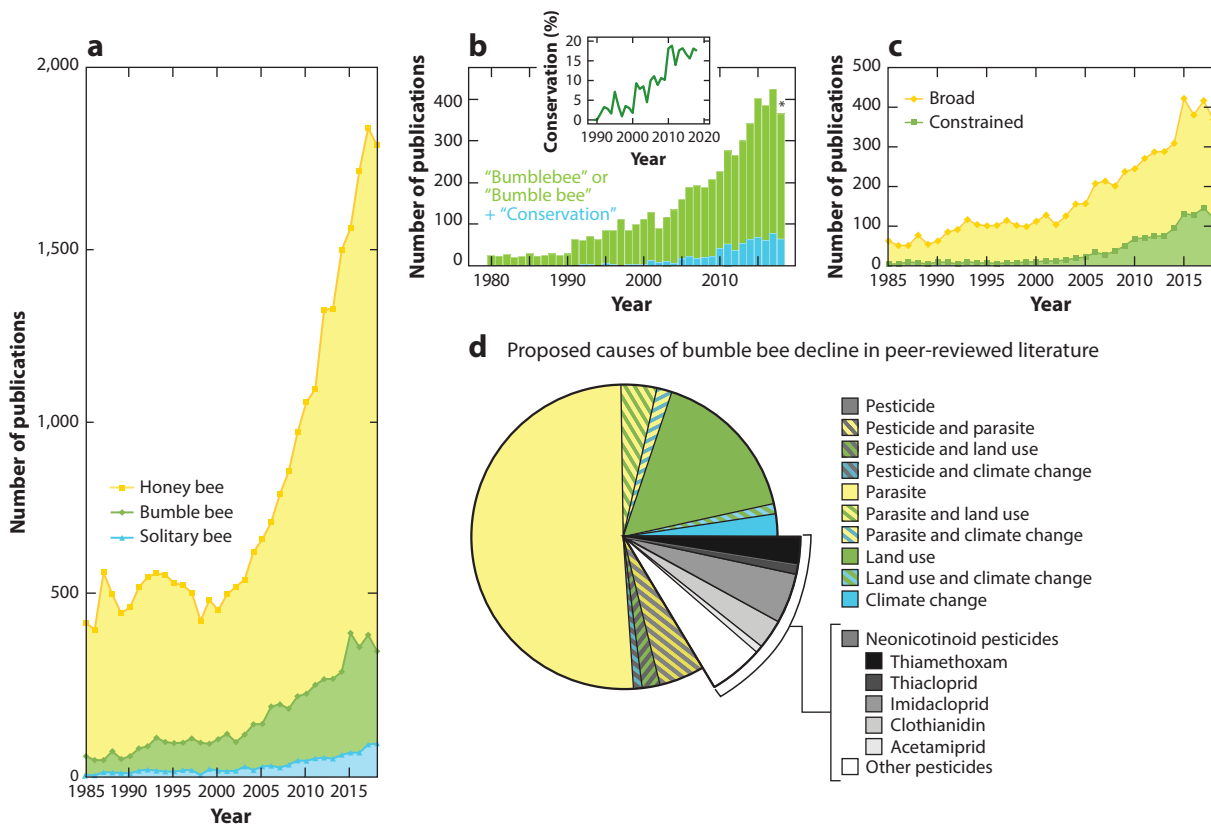 a
2,000
1,500
1,000
500
0
Number of publications
Honey bee
Bumble bee
Solitary bee
1985 1990 1995 2000 2005 2010 2015
Year
b
Number of publications
400
300
200
100
0
"Bumblebee" or
"Bumble bee"
+ "Conservation"
*
1980 1990 2000 2010
Year
Conservation (%)
20
15
10
5
0
1990 2000 2010 2020
Year
c
Number of publications
500
400
300
200
100
0
Broad
Constrained
1985 1990 1995 2000 2005 2010 2015
Year
d Proposed causes of bumble bee decline in peer-reviewed literature
Pesticide
Pesticide and parasite
Pesticide and land use
Pesticide and climate change
Parasite
Parasite and land use
Parasite and climate change
Land use
Land use and climate change
Climate change
Neonicotinoid pesticides
Thiamethoxam
Thiacloprid
Imidacloprid
Clothianidin
Acetamiprid
Other pesticides